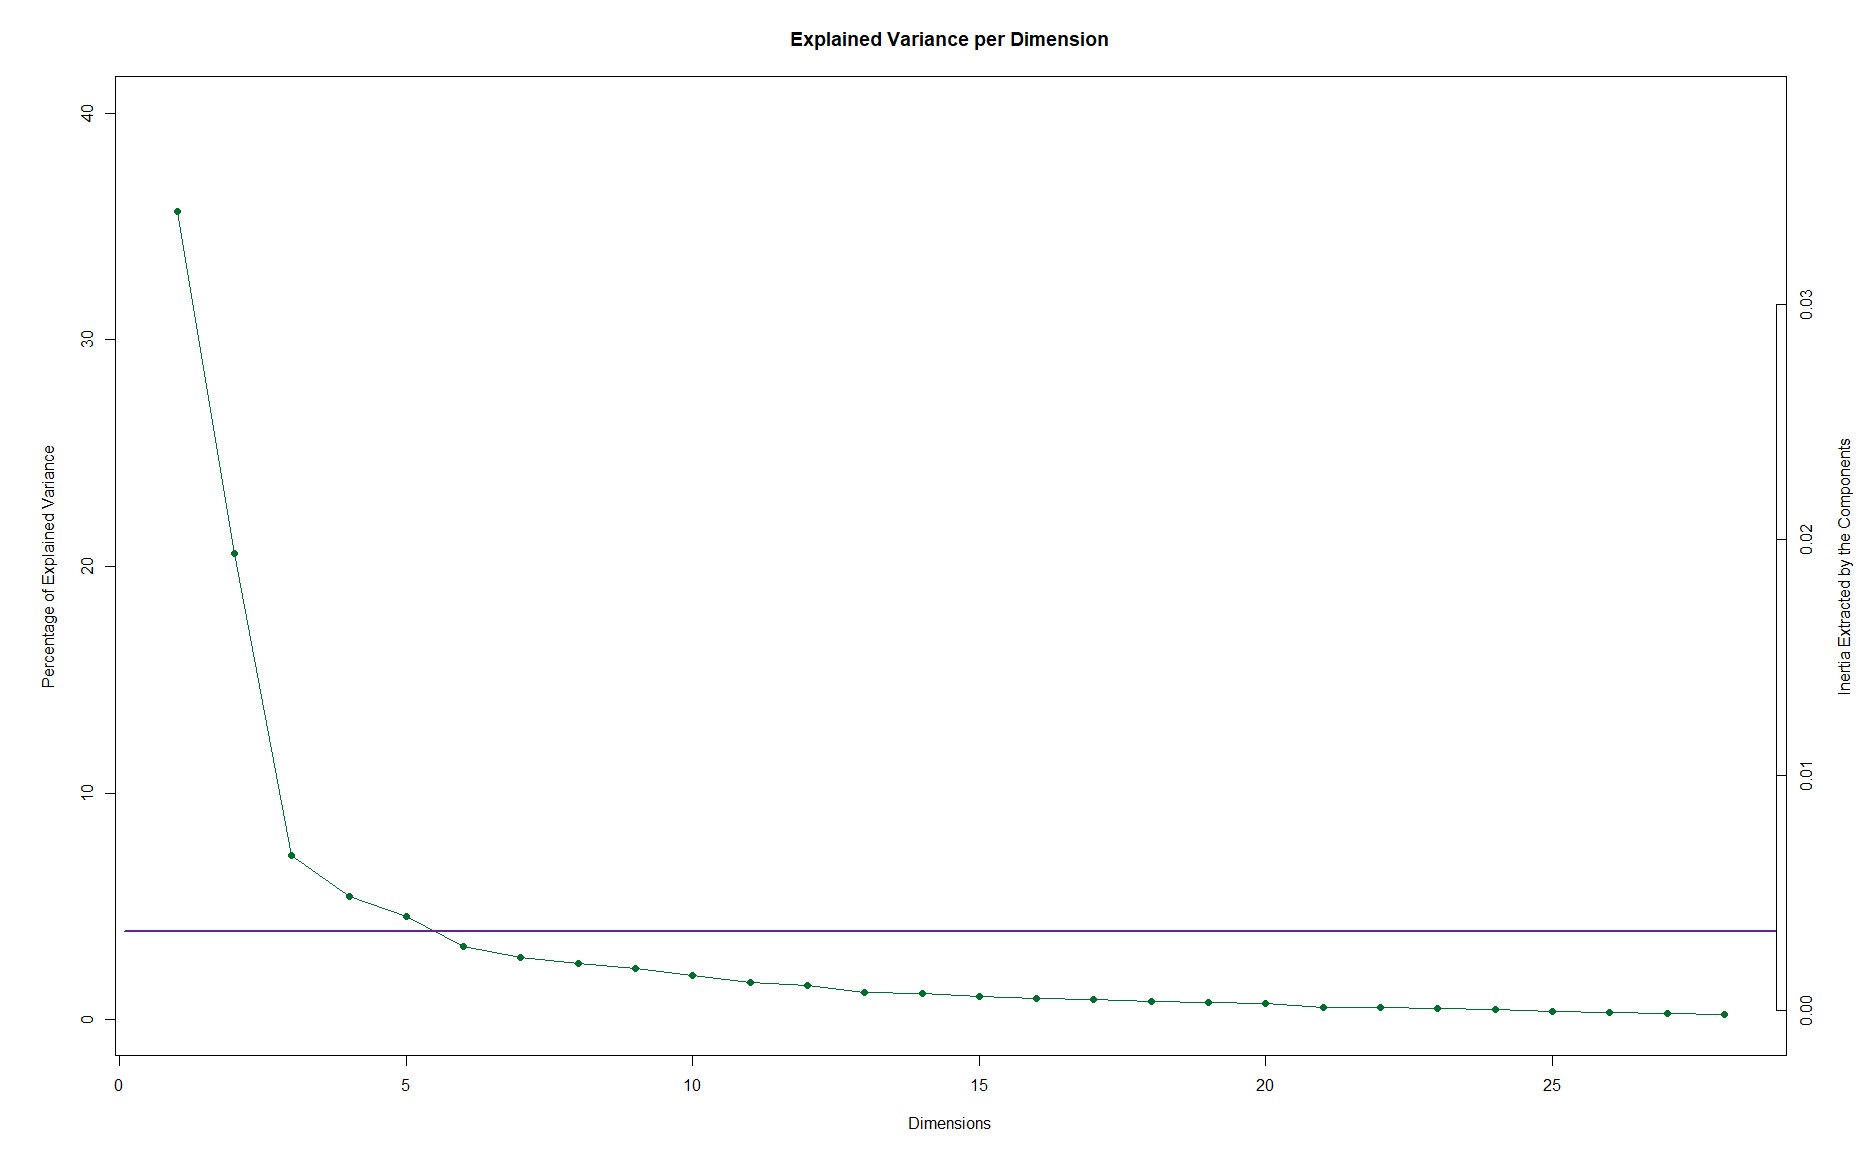 Explained Variance per Dimension
40
30
20
10
0
Percentage of Explained Variance
0.03
0.02
0.01
0.00
Inertia Extracted by the Components
0 5 10 15 20 25
Dimensions